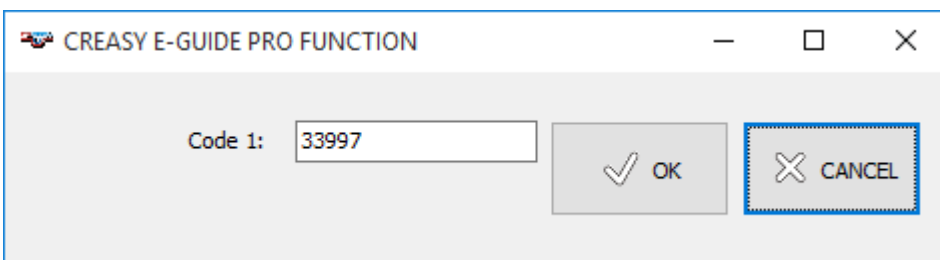 CREASY E-GUIDE PRO FUNCTION
Code 1: 33997 OK CANCEL